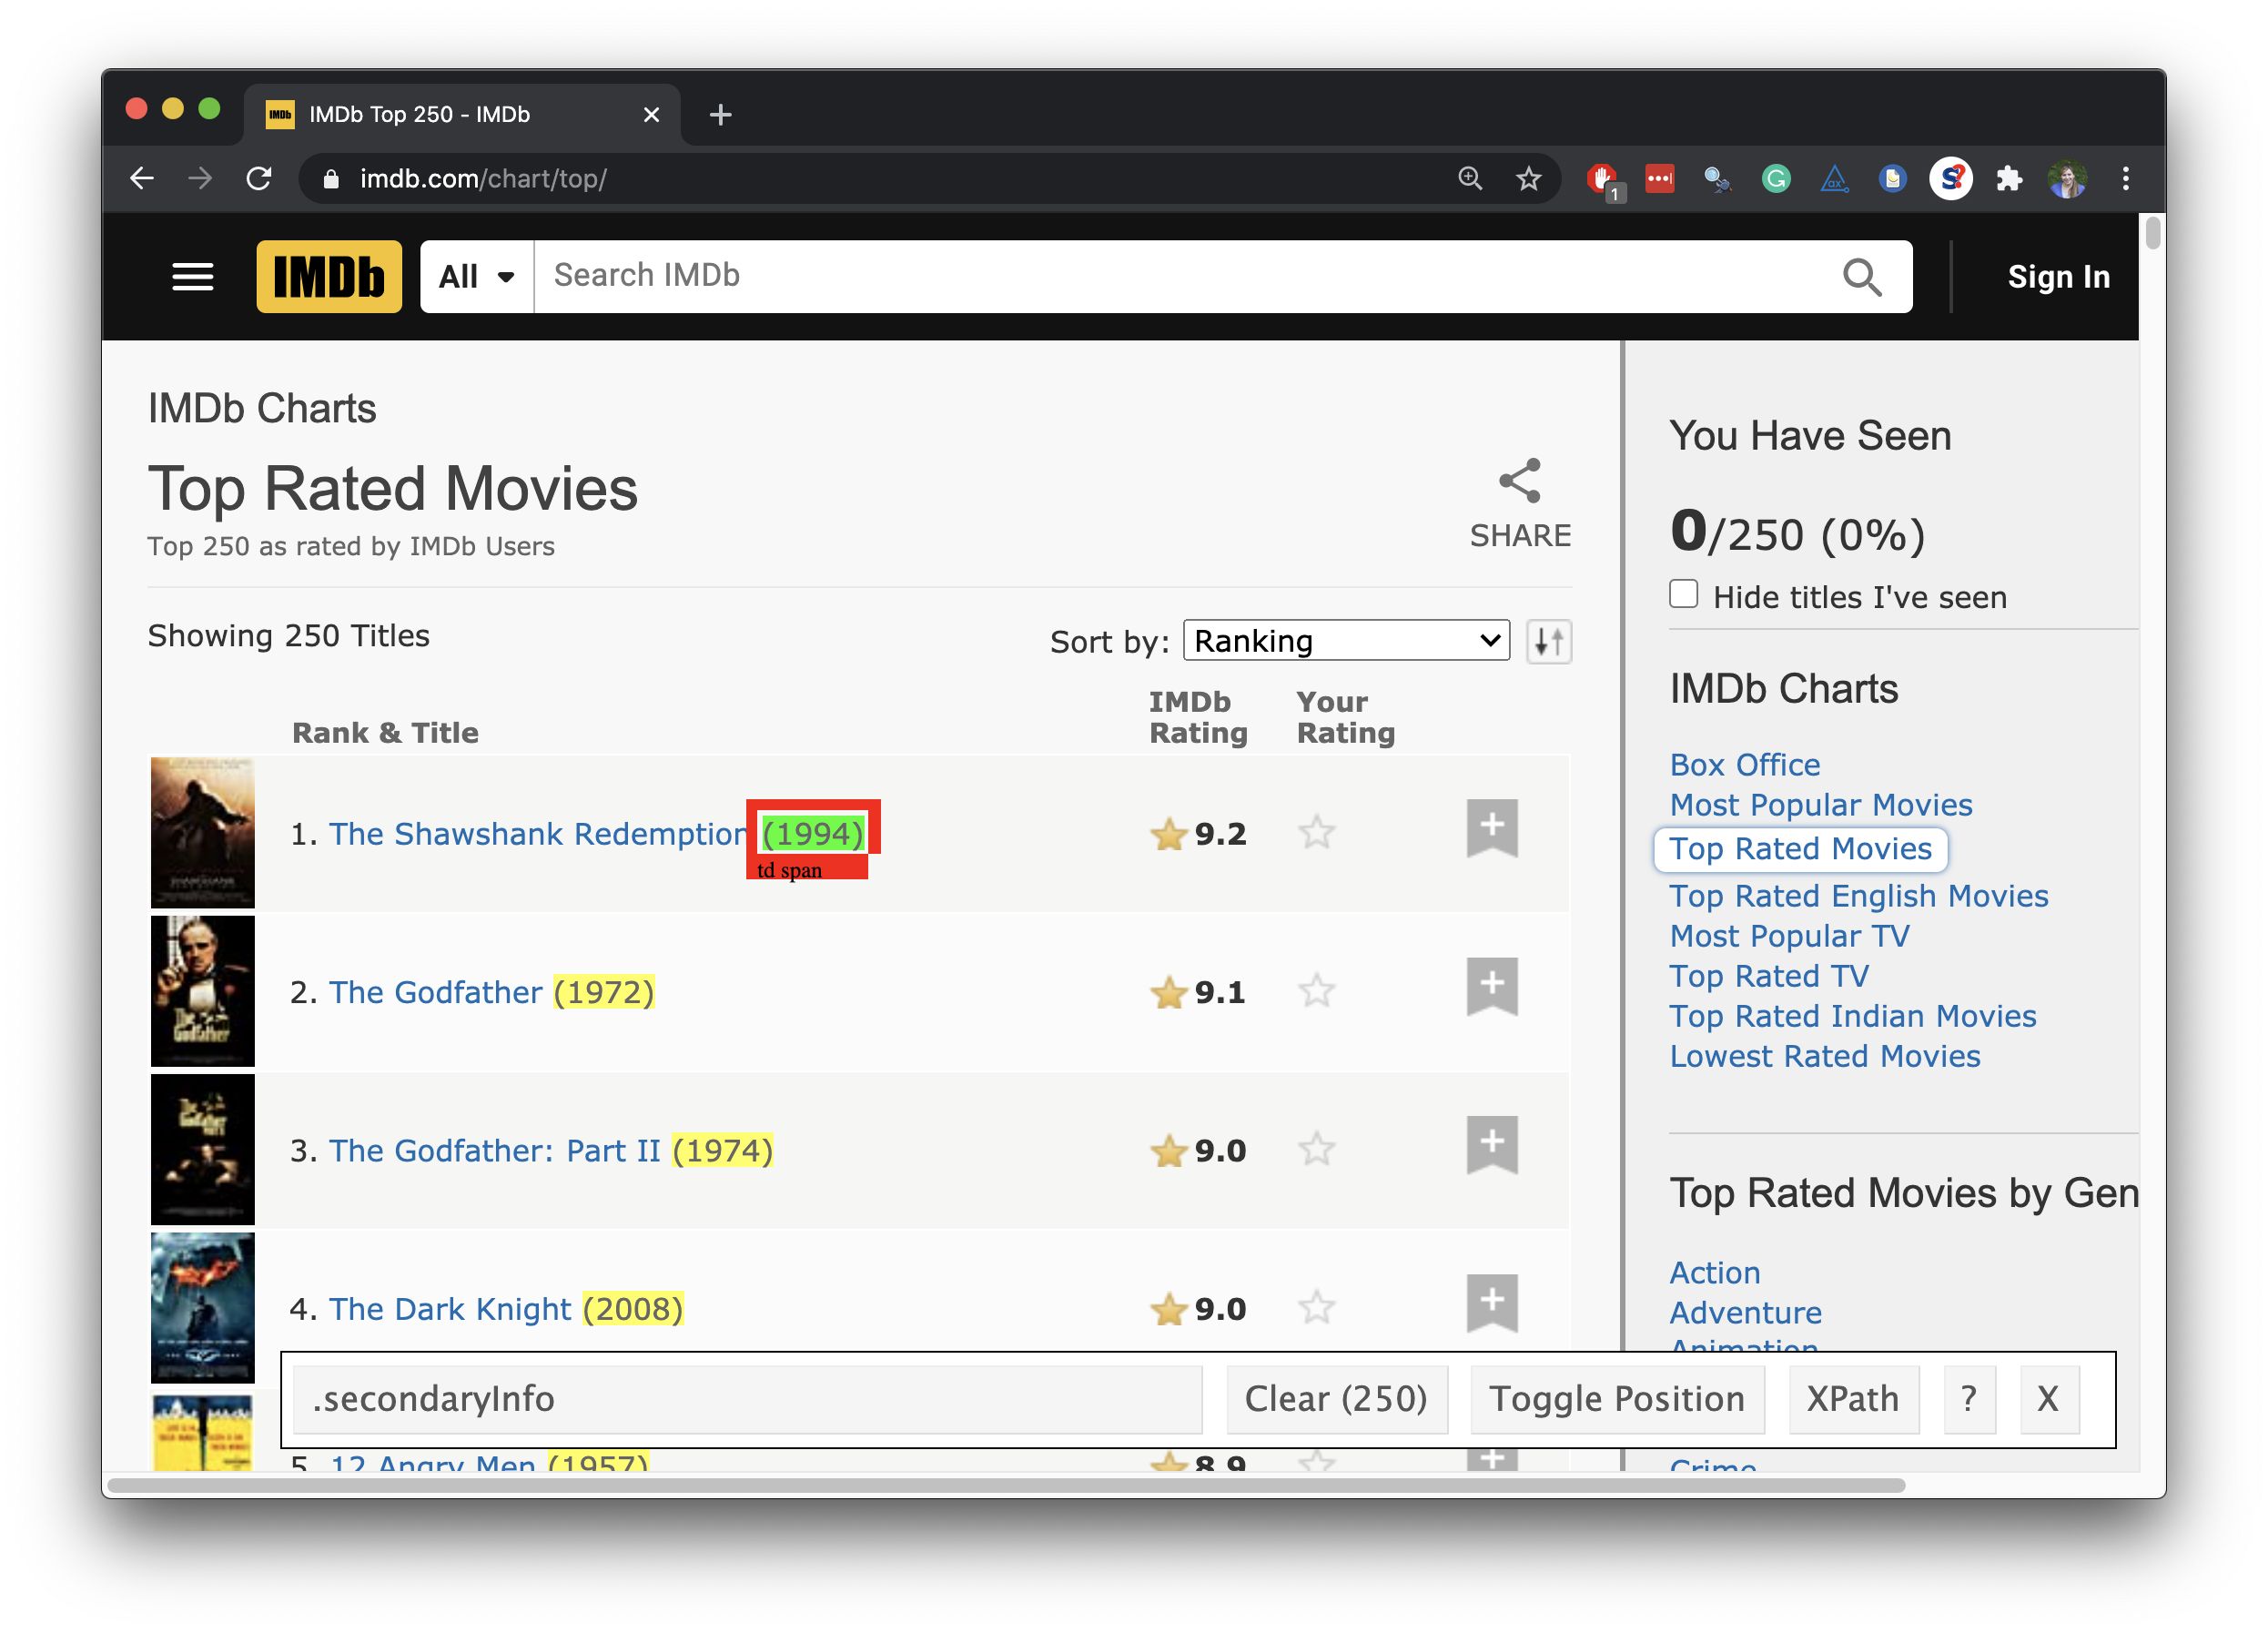 IMDb Top 250 - IMDb
imdb.com/chart/top/
1
IMDb
All
Search IMDb
Sign In
IMDb Charts
Top Rated Movies
Top 250 as rated by IMDb Users
SHARE
Showing 250 Titles
Sort by: Ranking
Rank & Title
IMDb Rating
Your Rating
1. The Shawshank Redemption (1994)
td span
9.2
2. The Godfather (1972)
9.1
3. The Godfather: Part II (1974)
9.0
4. The Dark Knight (2008)
9.0
5. 12 Angry Men (1957)
8.9
.secondaryInfo
Clear (250)
Toggle Position
XPath
?
X
You Have Seen
0/250 (0%)
Hide titles I've seen
IMDb Charts
Box Office
Most Popular Movies
Top Rated Movies
Top Rated English Movies
Most Popular TV
Top Rated TV
Top Rated Indian Movies
Lowest Rated Movies
Top Rated Movies by Gen
Action
Adventure
Animation
Crime